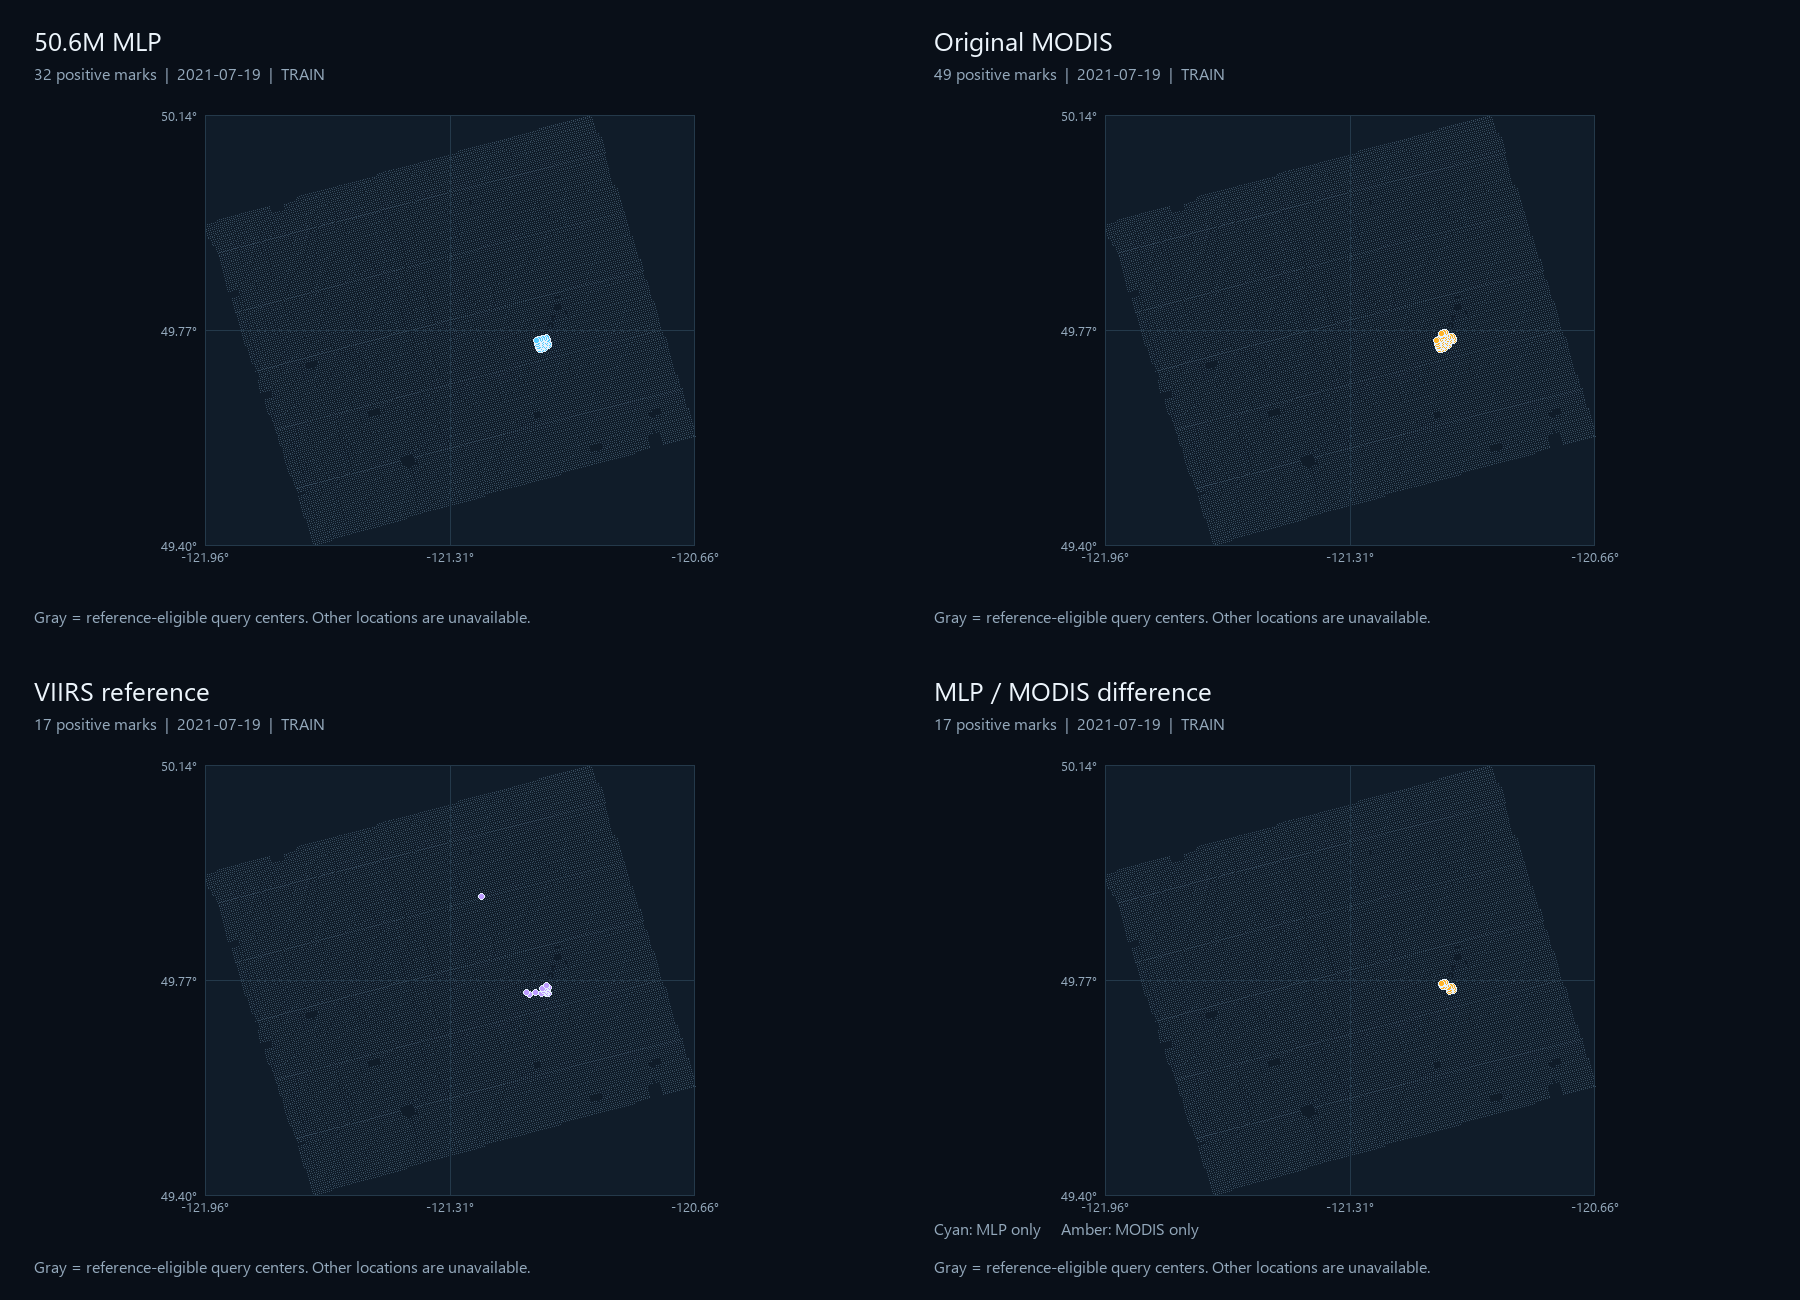 50.6M MLP
32 positive marks | 2021-07-19 | TRAIN
50.14°
49.77°
49.40°
-121.96°
-121.31°
-120.66°
Gray = reference-eligible query centers. Other locations are unavailable.
Original MODIS
49 positive marks | 2021-07-19 | TRAIN
50.14°
49.77°
49.40°
-121.96°
-121.31°
-120.66°
Gray = reference-eligible query centers. Other locations are unavailable.
VIIRS reference
17 positive marks | 2021-07-19 | TRAIN
50.14°
49.77°
49.40°
-121.96°
-121.31°
-120.66°
Gray = reference-eligible query centers. Other locations are unavailable.
MLP / MODIS difference
17 positive marks | 2021-07-19 | TRAIN
50.14°
49.77°
49.40°
-121.96°
-121.31°
-120.66°
Cyan: MLP only Amber: MODIS only
Gray = reference-eligible query centers. Other locations are unavailable.